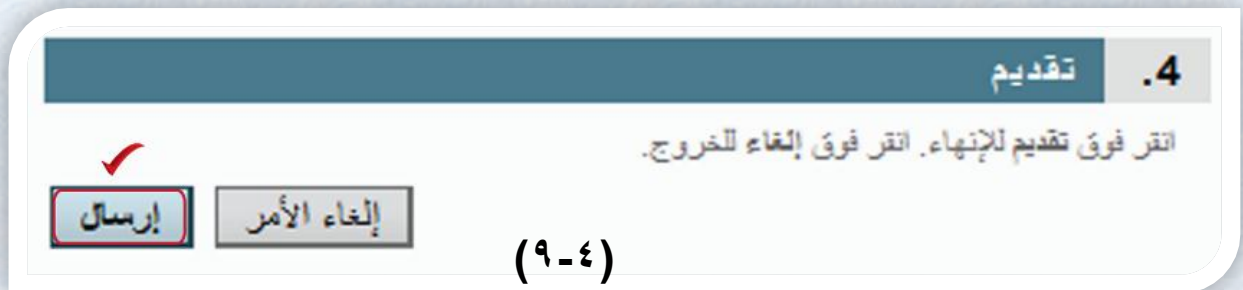 4. تقديم
انقر فوق تقديم للإنهاء. انقر فوق إلغاء للخروج.
إلغاء الأمر إرسال
(٤-٩)